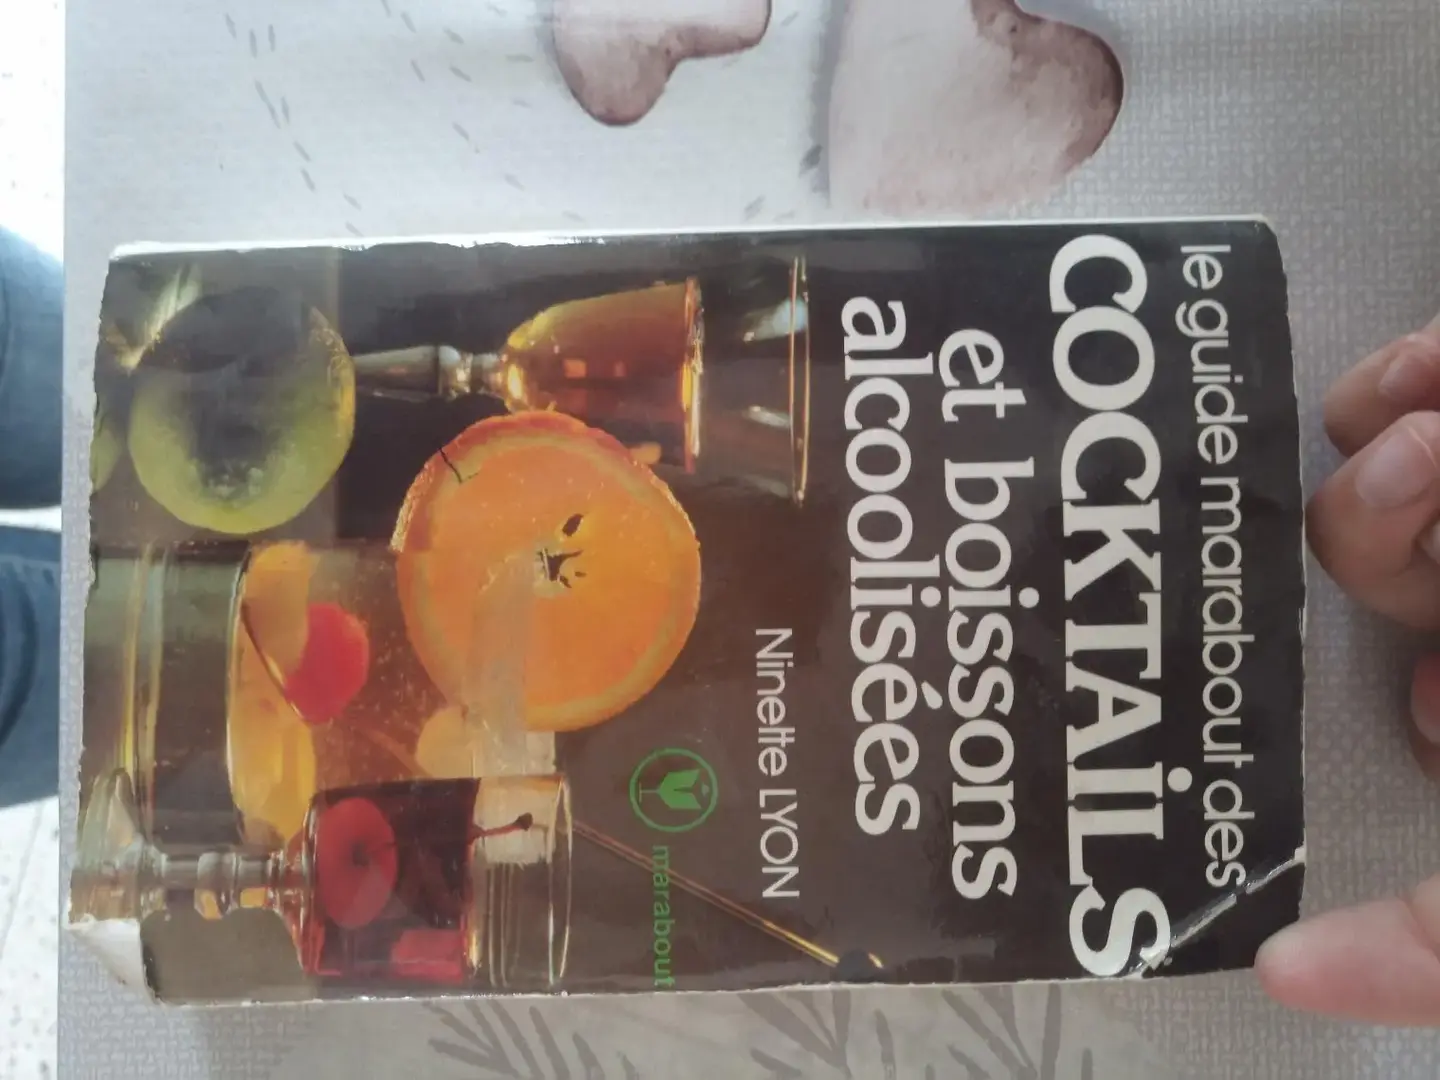 le guide marabout des
COCKTAiLS
et boissons
alcoolisées
Ninette LYON
marabout